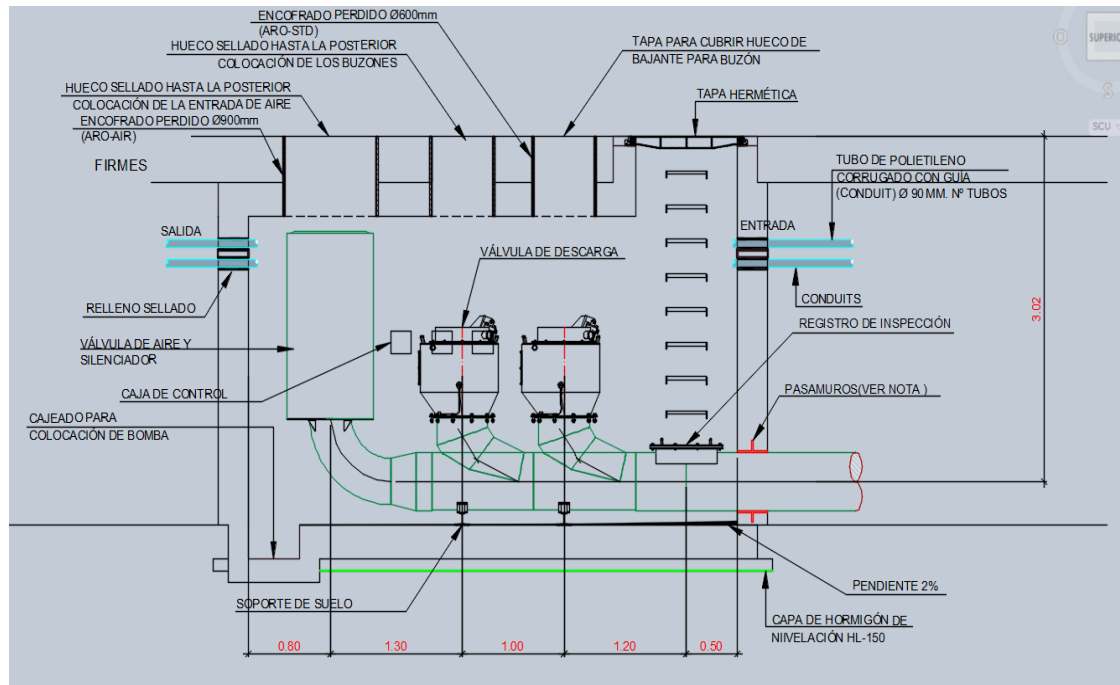 ENCOFRADO PERDIDO Ø600mm
(ARO-STD)
HUECO SELLADO HASTA LA POSTERIOR
COLOCACIÓN DE LOS BUZONES
TAPA PARA CUBRIR HUECO DE
BAJANTE PARA BUZÓN
SUPERIOR
O
S
SCU
HUECO SELLADO HASTA LA POSTERIOR
COLOCACIÓN DE LA ENTRADA DE AIRE
ENCOFRADO PERDIDO Ø900mm
(ARO-AIR)
TAPA HERMÉTICA
FIRMES
TUBO DE POLIETILENO
CORRUGADO CON GUÍA
(CONDUIT) Ø 90 MM. Nº TUBOS
SALIDA
ENTRADA
VÁLVULA DE DESCARGA
RELLENO SELLADO
CONDUITS
REGISTRO DE INSPECCIÓN
3.02
VÁLVULA DE AIRE Y
SILENCIADOR
CAJA DE CONTROL
PASAMUROS(VER NOTA )
CAJEADO PARA
COLOCACIÓN DE BOMBA
SOPORTE DE SUELO
PENDIENTE 2%
CAPA DE HORMIGÓN DE
NIIVELACIÓN HL-150
0.80
1.30
1.00
1.20
0.50